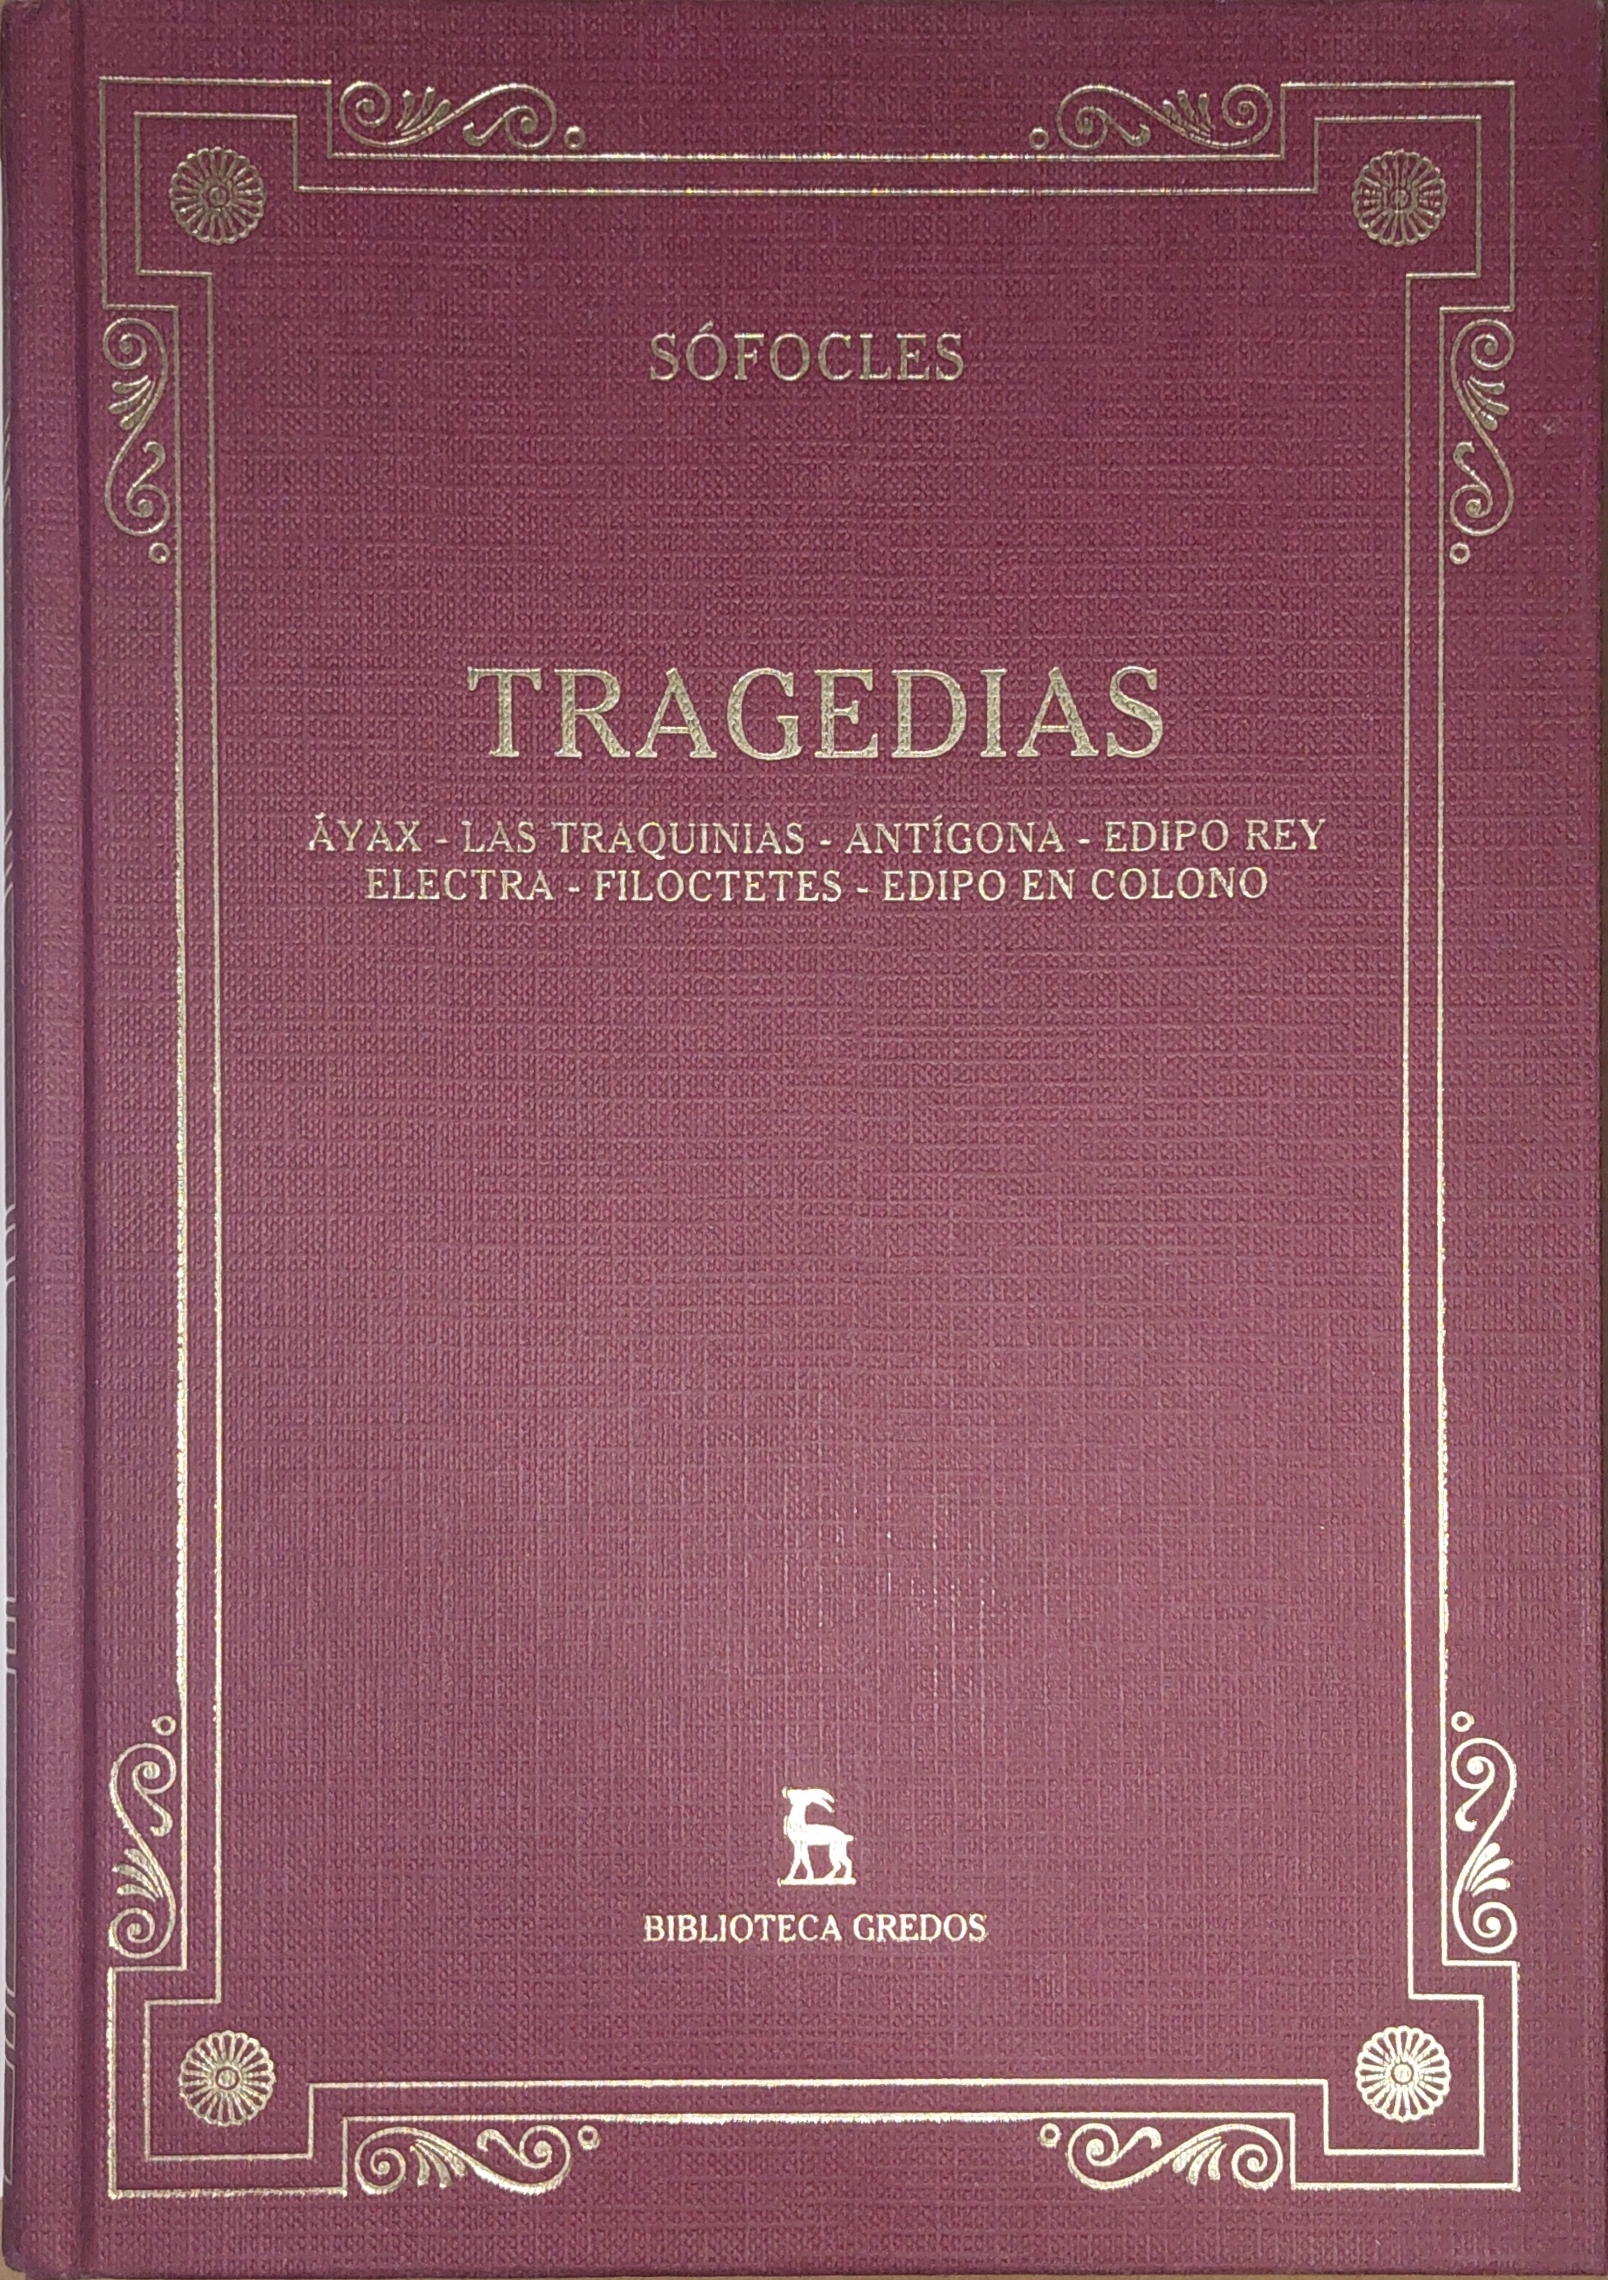 SÓFOCLES
TRAGEDIAS
ÁYAX - LAS TRAQUINIAS - ANTÍGONA - EDIPO REY
ELECTRA - FILOCTETES - EDIPO EN COLONO
BIBLIOTECA GREDOS